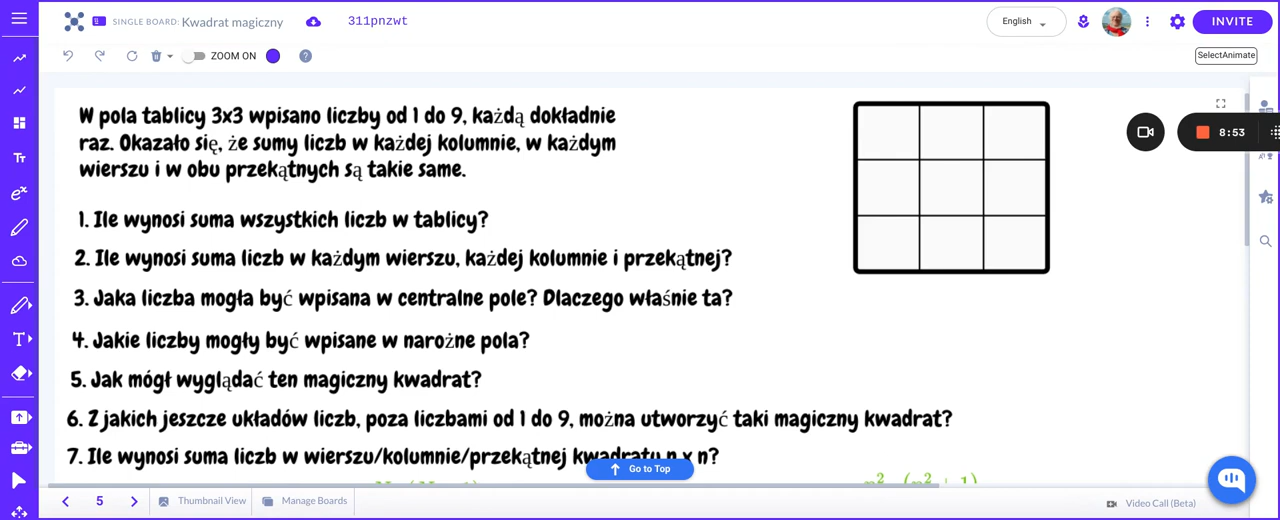 SINGLE BOARD: Kwadrat magiczny
311pnzwt
English
INVITE
ZOOM ON
SelectAnimate
W pola tablicy 3x3 wpisano liczby od 1 do 9, każdą dokładnie
raz. Okazało się, że sumy liczb w każdej kolumnie, w każdym
wierszu i w obu przekątnych są takie same.
8:53
1. Ile wynosi suma wszystkich liczb w tablicy?
2. Ile wynosi suma liczb w każdym wierszu, każdej kolumnie i przekątnej?
3. Jaka liczba mogła być wpisana w centralne pole? Dlaczego właśnie ta?
4. Jakie liczby mogły być wpisane w narożne pola?
5. Jak mógł wyglądać ten magiczny kwadrat?
6. Z jakich jeszcze układów liczb, poza liczbami od 1 do 9, można utworzyć taki magiczny kwadrat?
7. Ile wynosi suma liczb w wierszu/kolumnie/przekątnej kwadratu n x n?
Go to Top
5
Thumbnail View
Manage Boards
Video Call (Beta)